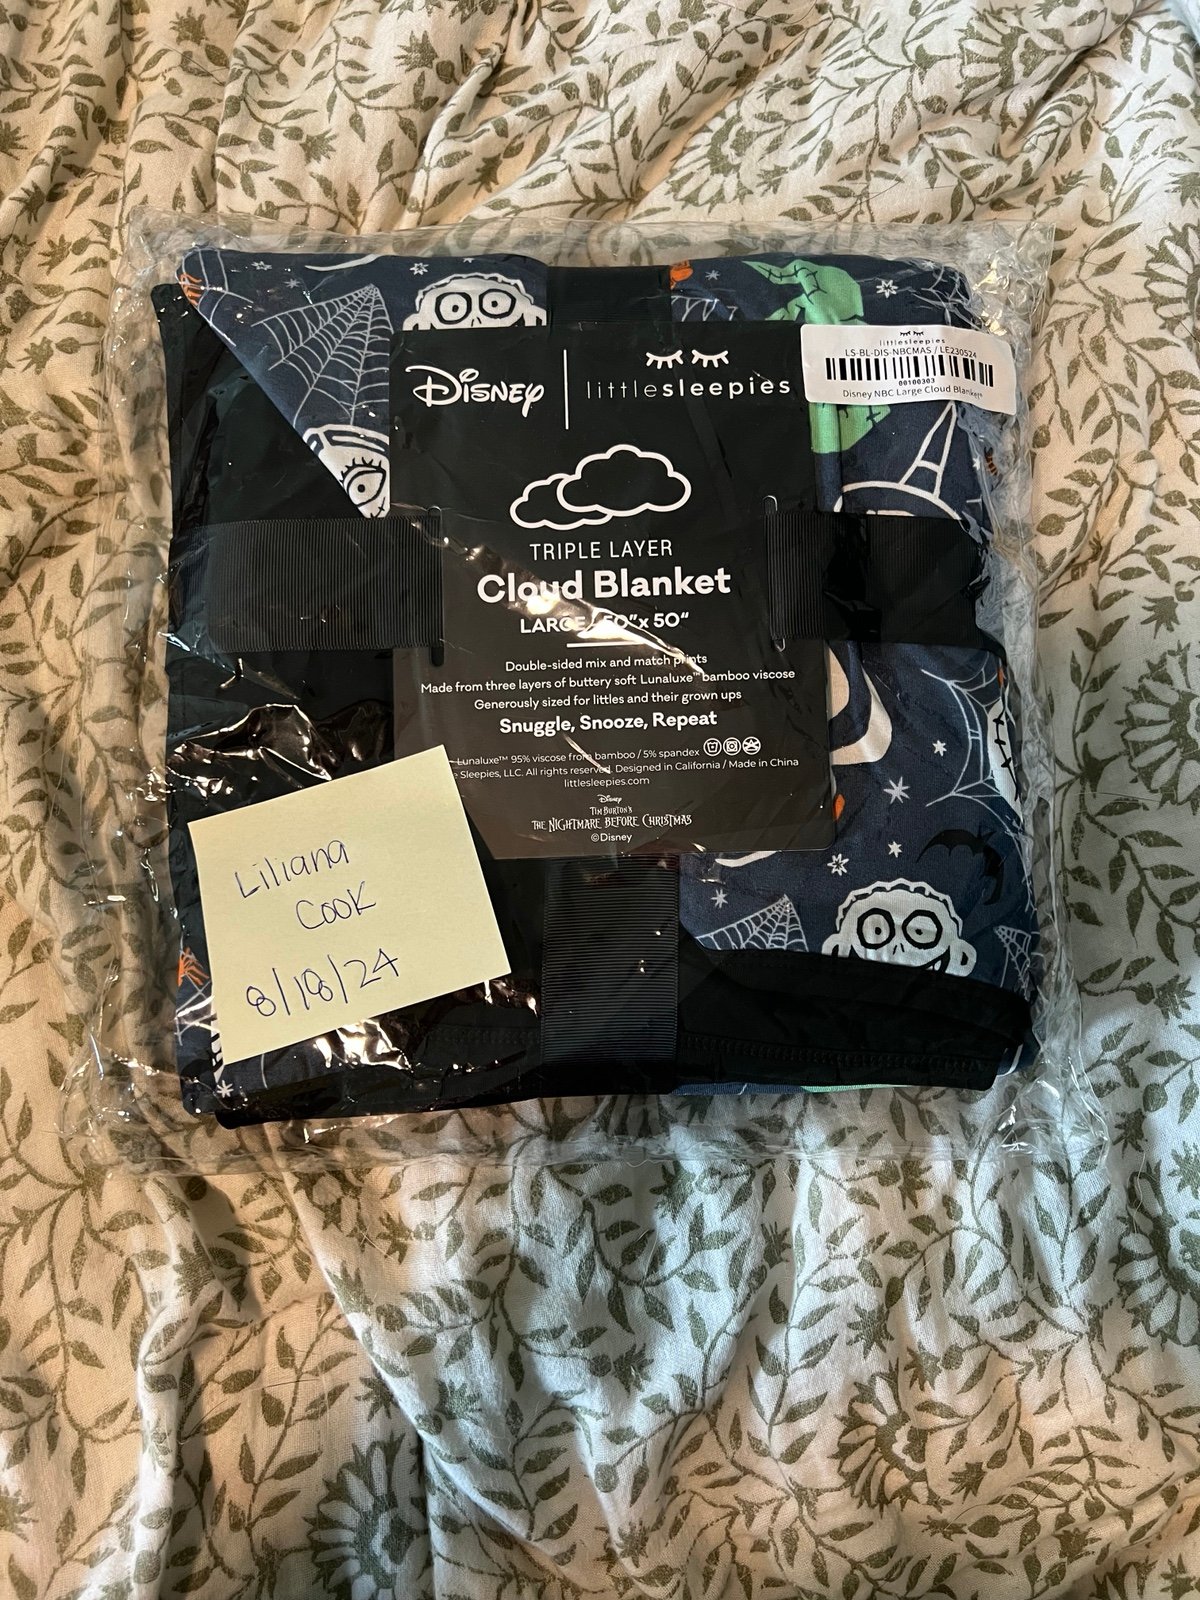 Disney | littlesleepies
littlesleepies
LS-BL-DIS-NBCMAS / LE230524
00100303
Disney NBC Large Cloud Blanket
TRIPLE LAYER
Cloud Blanket
LARGE / 50"x 50"
Double-sided mix and match prints
Made from three layers of buttery soft Lunaluxe™ bamboo viscose
Generously sized for littles and their grown ups
Snuggle, Snooze, Repeat
Lunaluxe™ 95% viscose from bamboo / 5% spandex
Sleepies, LLC. All rights reserved. Designed in California / Made in China
littlesleepies.com
Disney
TIM BURTON'S
THE NIGHTMARE BEFORE CHRISTMAS
©Disney
Liliana
Cook
8/18/24